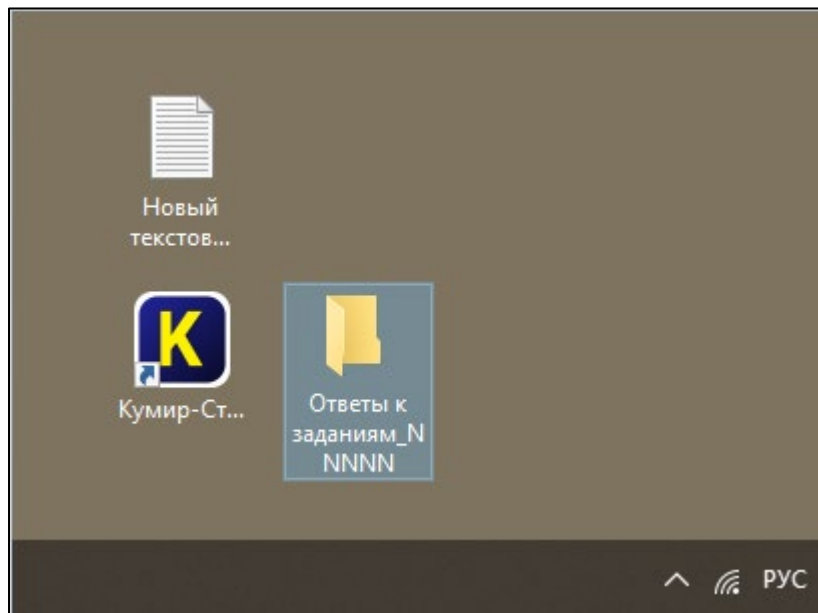 Новый
текстов...
К
Кумир-Ст...
Ответы к
заданиям_N
NNNN
РУС